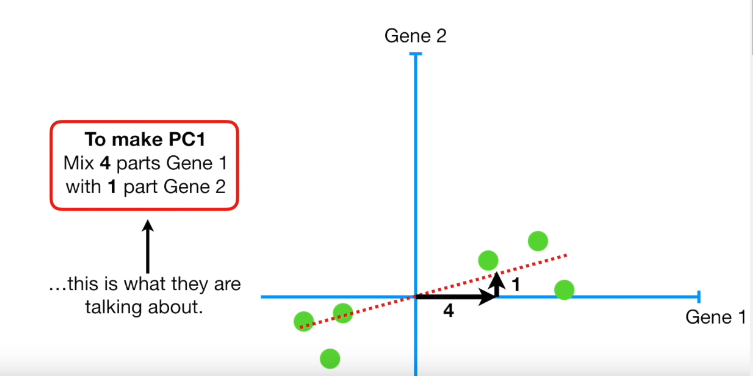 Gene 2
To make PC1
Mix 4 parts Gene 1
with 1 part Gene 2
…this is what they are
talking about.
1
4
Gene 1